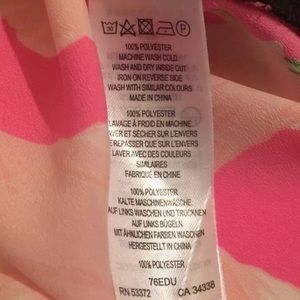 100% POLYESTER
MACHINE WASH COLD
WASH AND DRY INSIDE OUT
IRON ON REVERSE SIDE
WASH WITH SIMILAR COLOURS
MADE IN CHINA
100% POLYESTER
LAVAGE À FROID EN MACHINE
LAVER ET SÉCHER SUR L'ENVERS
REPASSER QUE SUR L'ENVERS
LAVER AVEC DES COULEURS
SIMILAIRES
FABRIQUÉ EN CHINE
100% POLYESTER
KALTE MASCHINENWÄSCHE
AUF LINKS WASCHEN UND TROCKNEN
AUF LINKS BÜGELN
MIT ÄHNLICHEN FARBEN WASCHEN
HERGESTELLT IN CHINA
100% POLYESTER
76EDU
RN 53372 CA 34338